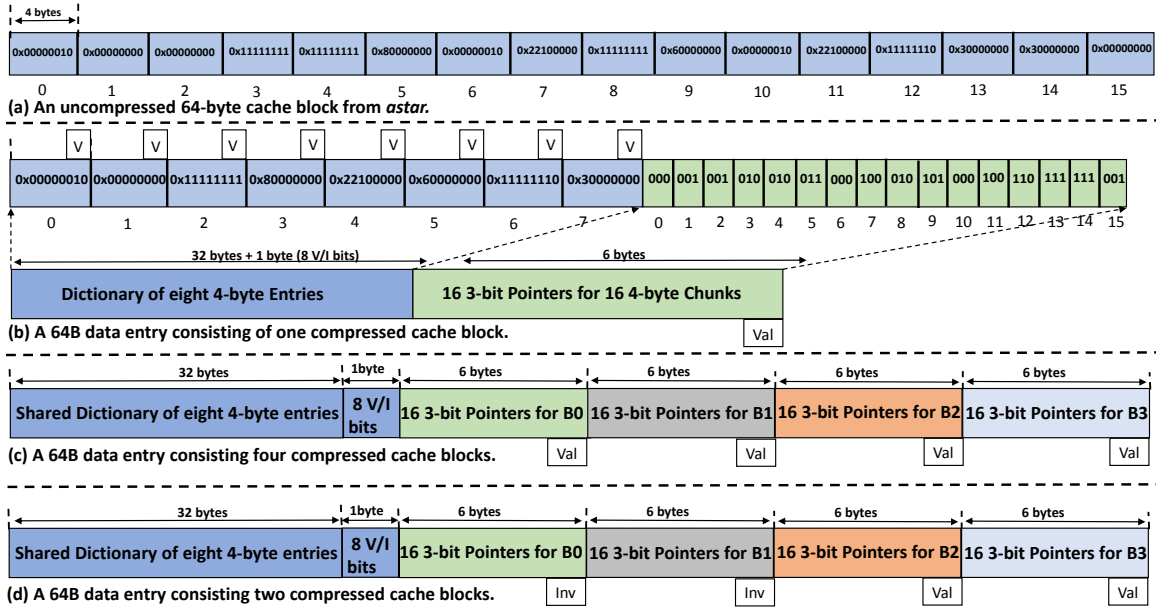 4 bytes
0x00000010 0x00000000 0x00000000 0x11111111 0x11111111 0x80000000 0x00000010 0x22100000 0x11111111 0x60000000 0x00000010 0x22100000 0x11111110 0x30000000 0x30000000 0x00000000
0 1 2 3 4 5 6 7 8 9 10 11 12 13 14 15
(a) An uncompressed 64-byte cache block from astar.
V V V V V V V V
0x00000010 0x00000000 0x11111111 0x80000000 0x22100000 0x60000000 0x11111110 0x30000000 000 001 001 010 010 011 000 100 010 101 000 100 110 111 111 001
0 1 2 3 4 5 6 7 0 1 2 3 4 5 6 7 8 9 10 11 12 13 14 15
32 bytes + 1 byte (8 V/I bits) 6 bytes
Dictionary of eight 4-byte Entries 16 3-bit Pointers for 16 4-byte Chunks
(b) A 64B data entry consisting of one compressed cache block. Val
32 bytes 1byte 6 bytes 6 bytes 6 bytes 6 bytes
Shared Dictionary of eight 4-byte entries 8 V/I bits 16 3-bit Pointers for B0 16 3-bit Pointers for B1 16 3-bit Pointers for B2 16 3-bit Pointers for B3
(c) A 64B data entry consisting four compressed cache blocks. Val Val Val Val
32 bytes 1byte 6 bytes 6 bytes 6 bytes 6 bytes
Shared Dictionary of eight 4-byte entries 8 V/I bits 16 3-bit Pointers for B0 16 3-bit Pointers for B1 16 3-bit Pointers for B2 16 3-bit Pointers for B3
(d) A 64B data entry consisting two compressed cache blocks. Inv Inv Val Val